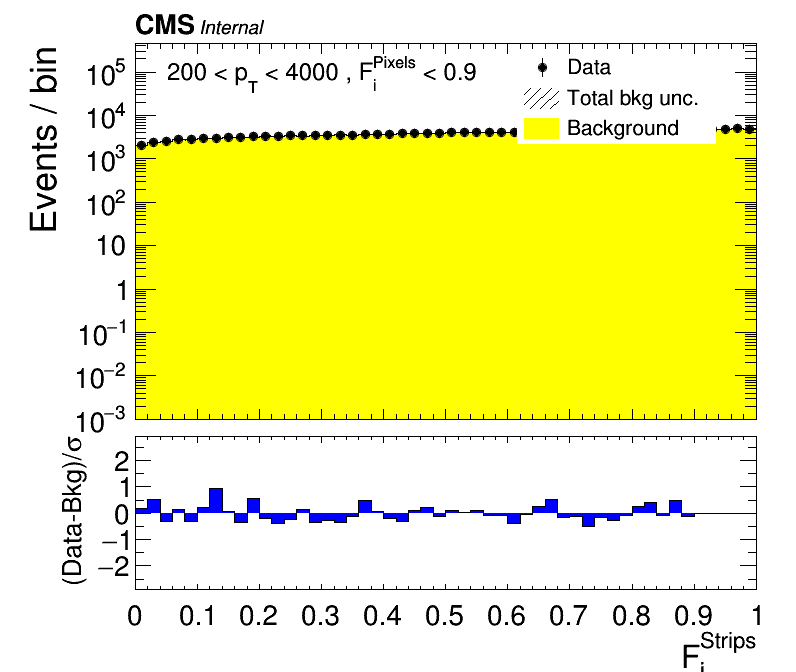 CMS Internal
Events / bin
10^5
10^4
10^3
10^2
10
1
10^−1
10^−2
10^−3
200 < p_T < 4000 , F_i^Pixels < 0.9
Data
Total bkg unc.
Background
(Data-Bkg)/σ
2
1
0
−1
−2
0 0.1 0.2 0.3 0.4 0.5 0.6 0.7 0.8 0.9 1
F_i^Strips